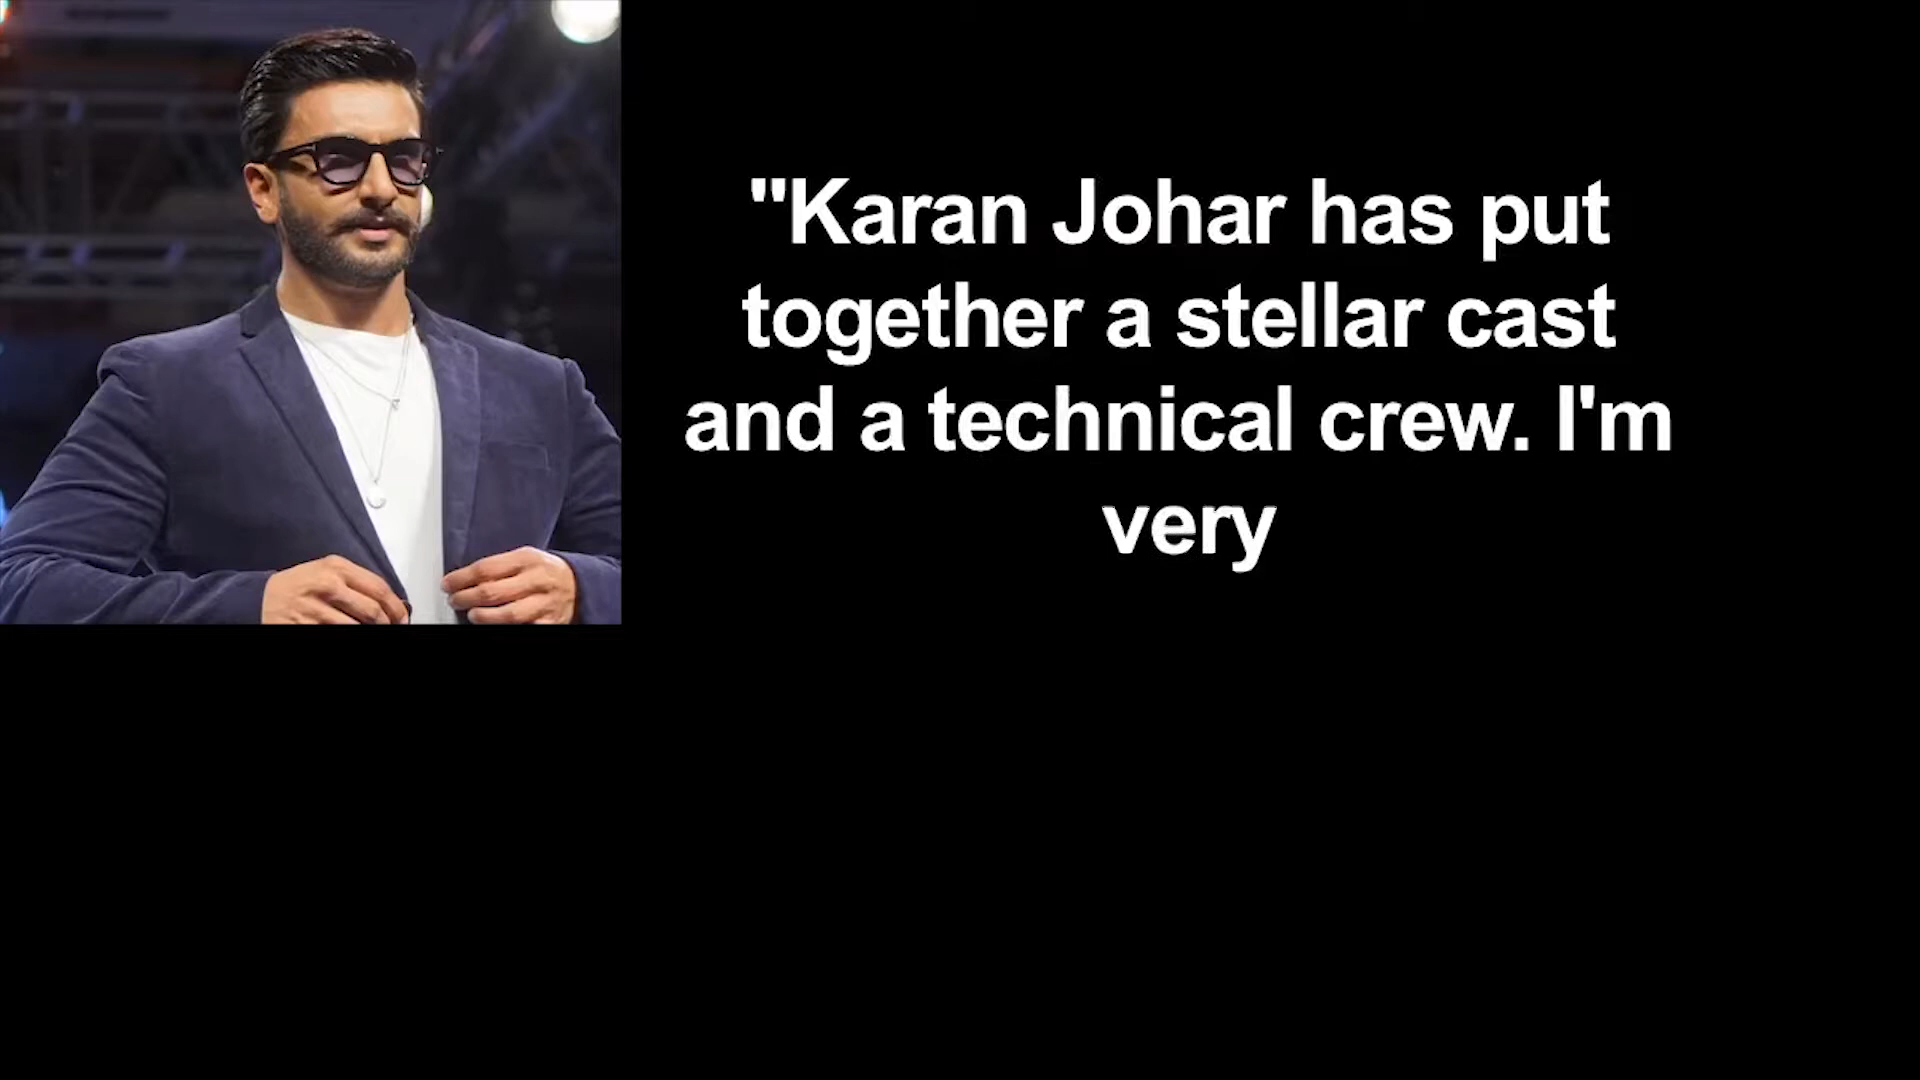 "Karan Johar has put
together a stellar cast
and a technical crew. I'm
very